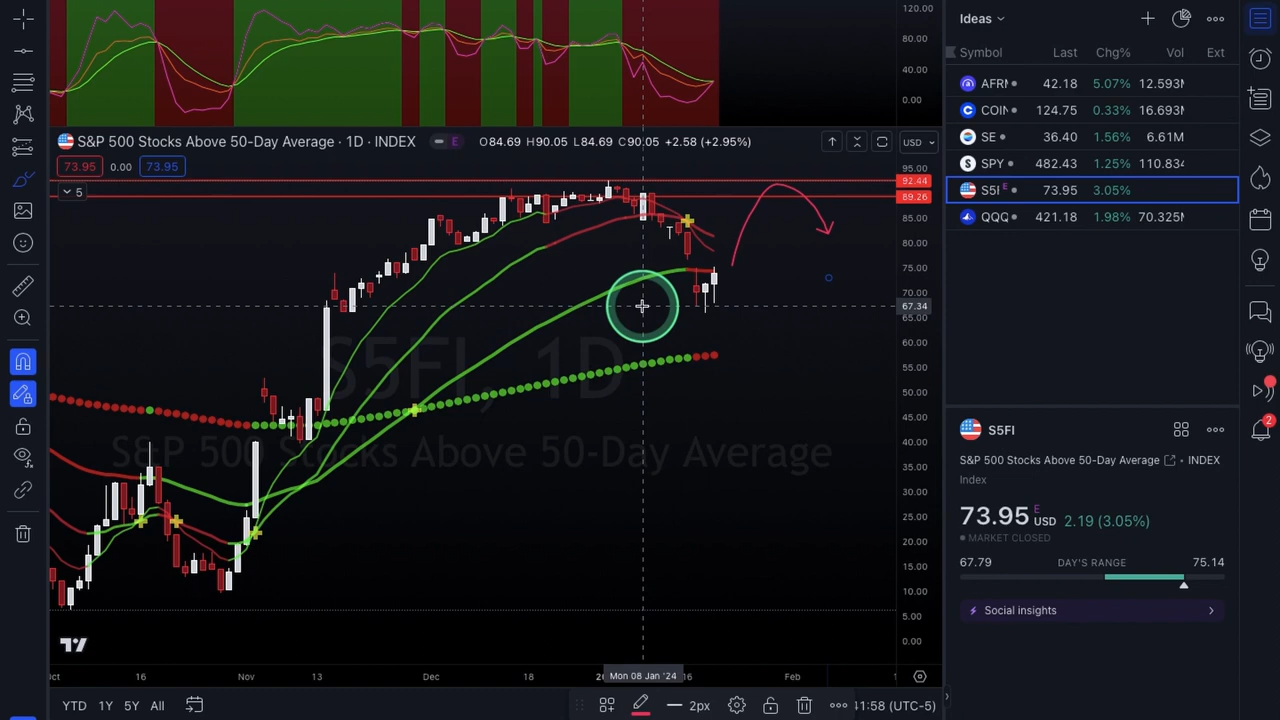 120.00
80.00
40.00
0.00
S&P 500 Stocks Above 50-Day Average · 1D · INDEX
E
O84.69 H90.05 L84.69 C90.05 +2.58 (+2.95%)
USD
73.95 0.00 73.95
5
95.00
92.44
89.26
85.00
80.00
75.00
70.00
67.34
65.00
60.00
55.00
50.00
45.00
40.00
35.00
30.00
25.00
20.00
15.00
10.00
5.00
0.00
S5FI, 1D
S&P 500 Stocks Above 50-Day Average
16 Nov 13 Dec 18 Mon 08 Jan '24 16 Feb
YTD 1Y 5Y All
2px
11:58 (UTC-5)
Ideas
Symbol Last Chg% Vol Ext
AFRM 42.18 5.07% 12.593M
COIN 124.75 0.33% 16.693M
SE 36.40 1.56% 6.61M
SPY 482.43 1.25% 110.834
S5FI E 73.95 3.05%
QQQ 421.18 1.98% 70.325M
S5FI
S&P 500 Stocks Above 50-Day Average • INDEX
Index
73.95 E USD 2.19 (3.05%)
MARKET CLOSED
67.79 DAY'S RANGE 75.14
Social insights
2